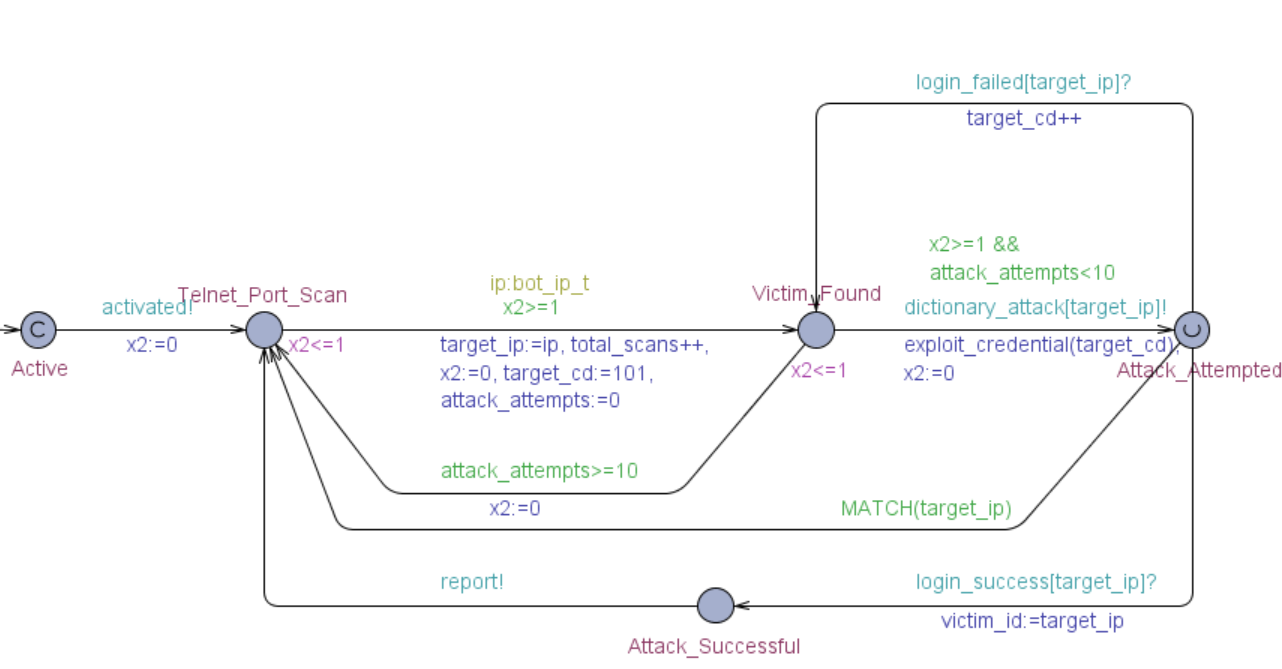 login_failed[target_ip]?
target_cd++
x2>=1 &&
attack_attempts<10
ip:bot_ip_t
Telnet_Port_Scan
Victim_Found
activated!
x2>=1
dictionary_attack[target_ip]!
C
U
x2:=0
x2<=1
target_ip:=ip, total_scans++,
exploit_credential(target_cd),
Active
x2:=0, target_cd:=101,
x2<=1
x2:=0
Attack_Attempted
attack_attempts:=0
attack_attempts>=10
x2:=0
MATCH(target_ip)
report!
login_success[target_ip]?
victim_id:=target_ip
Attack_Successful